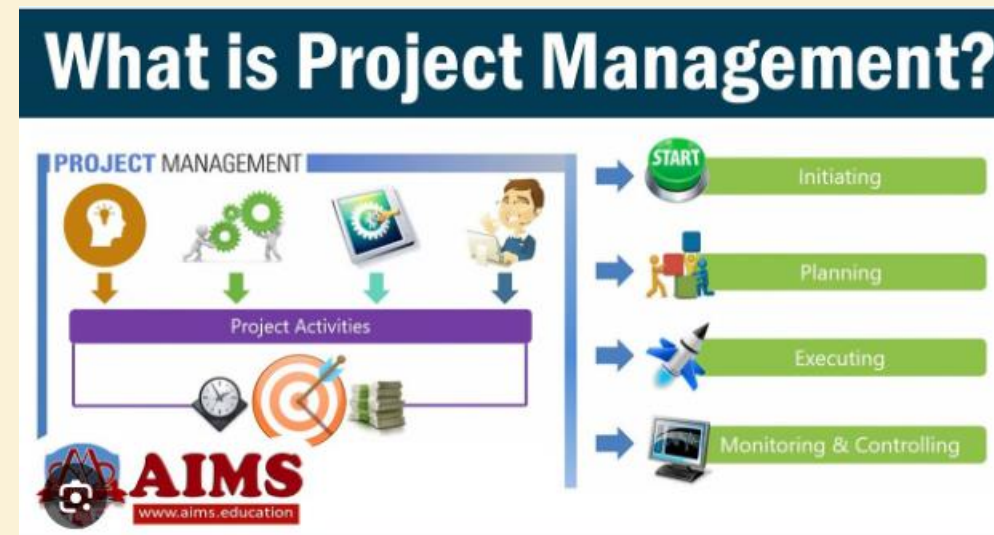 What is Project Management?
PROJECT MANAGEMENT
Project Activities
START
Initiating
Planning
Executing
Monitoring & Controlling
AIMS
www.aims.education